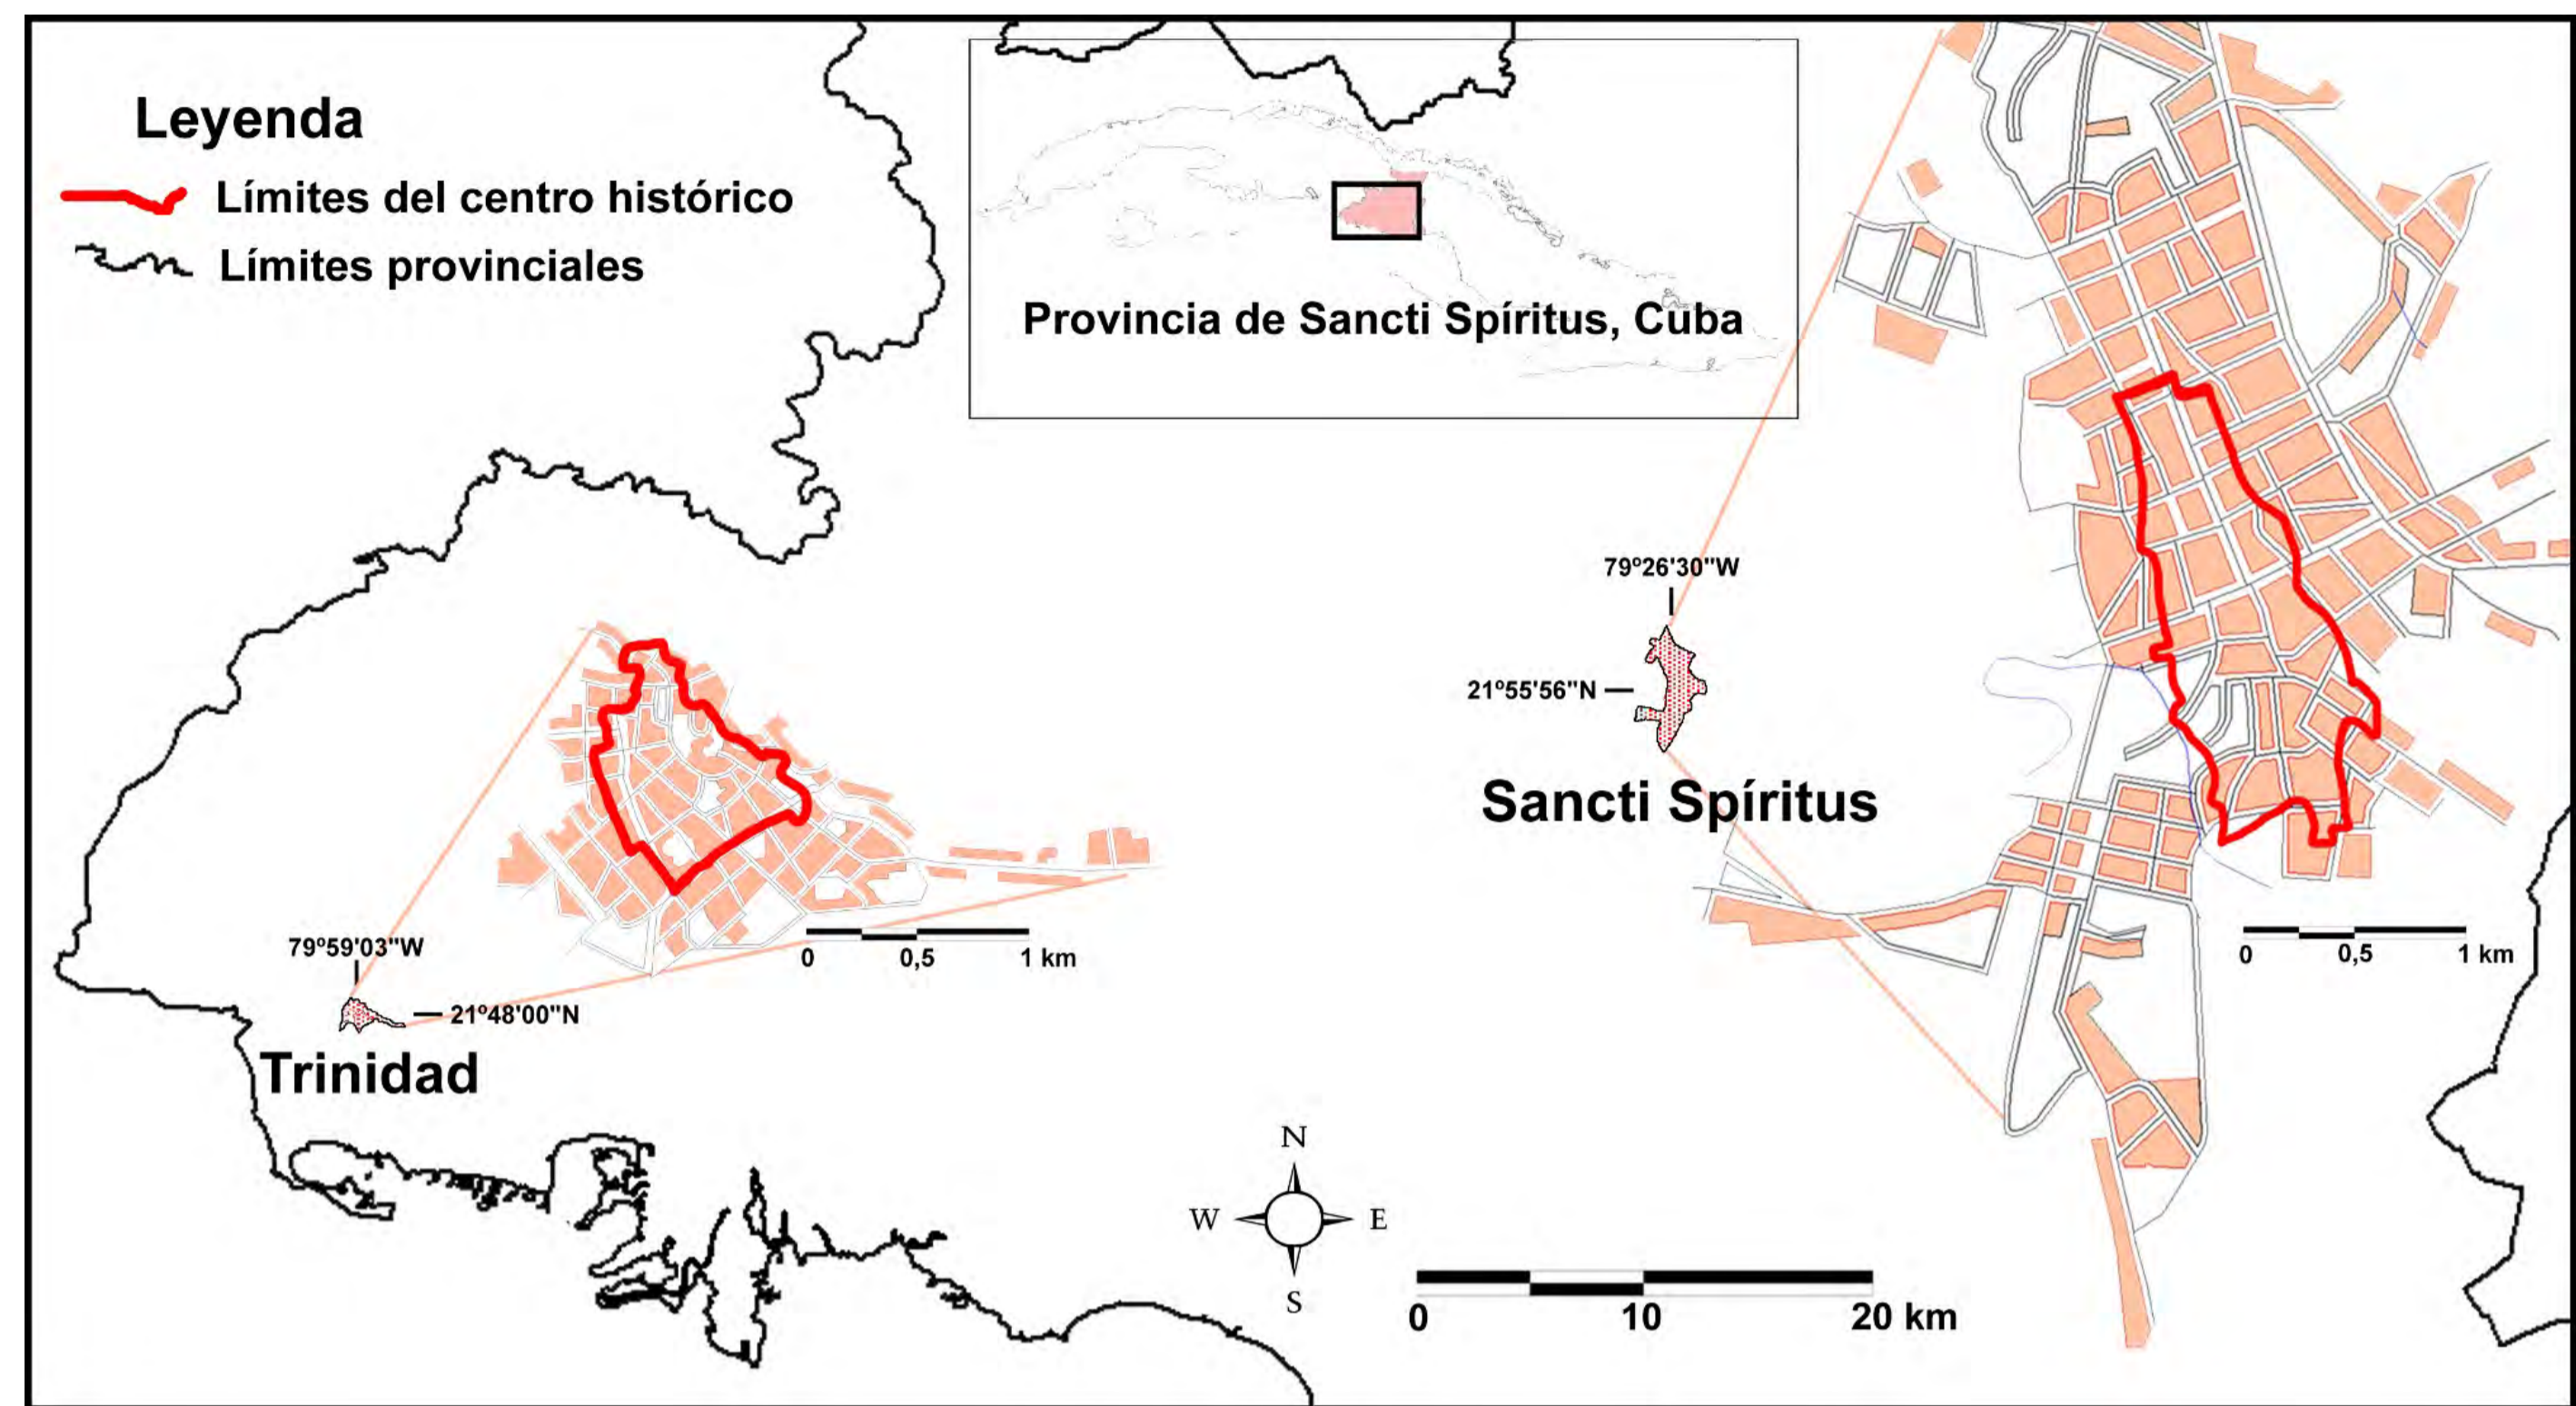 Leyenda
Límites del centro histórico
Límites provinciales
Provincia de Sancti Spíritus, Cuba
79º26'30"W
21º55'56"N
Sancti Spíritus
0 0,5 1 km
79º59'03"W
21º48'00"N
Trinidad
0 0,5 1 km
N
W E
S
0 10 20 km